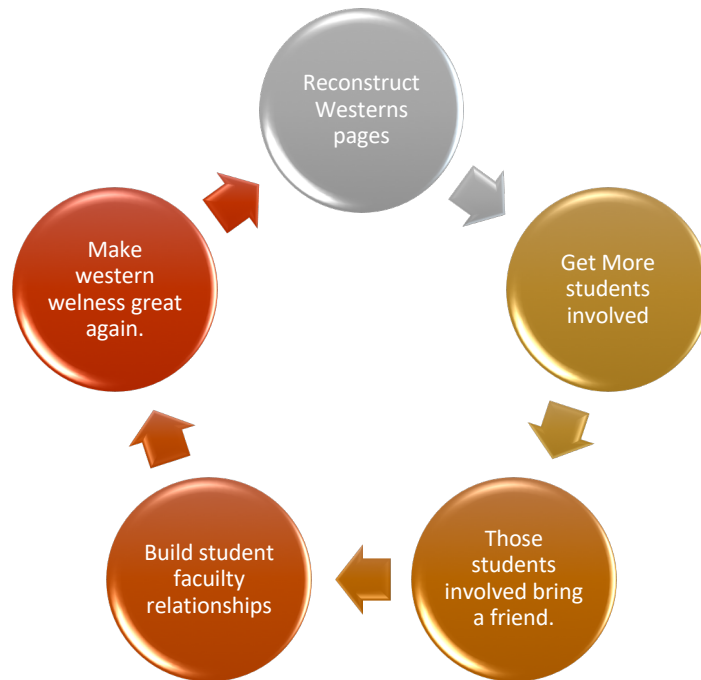 Reconstruct
Westerns
pages
Get More
students
involved
Those
students
involved bring
a friend.
Build student
facuilty
relationships
Make
western
welness great
again.